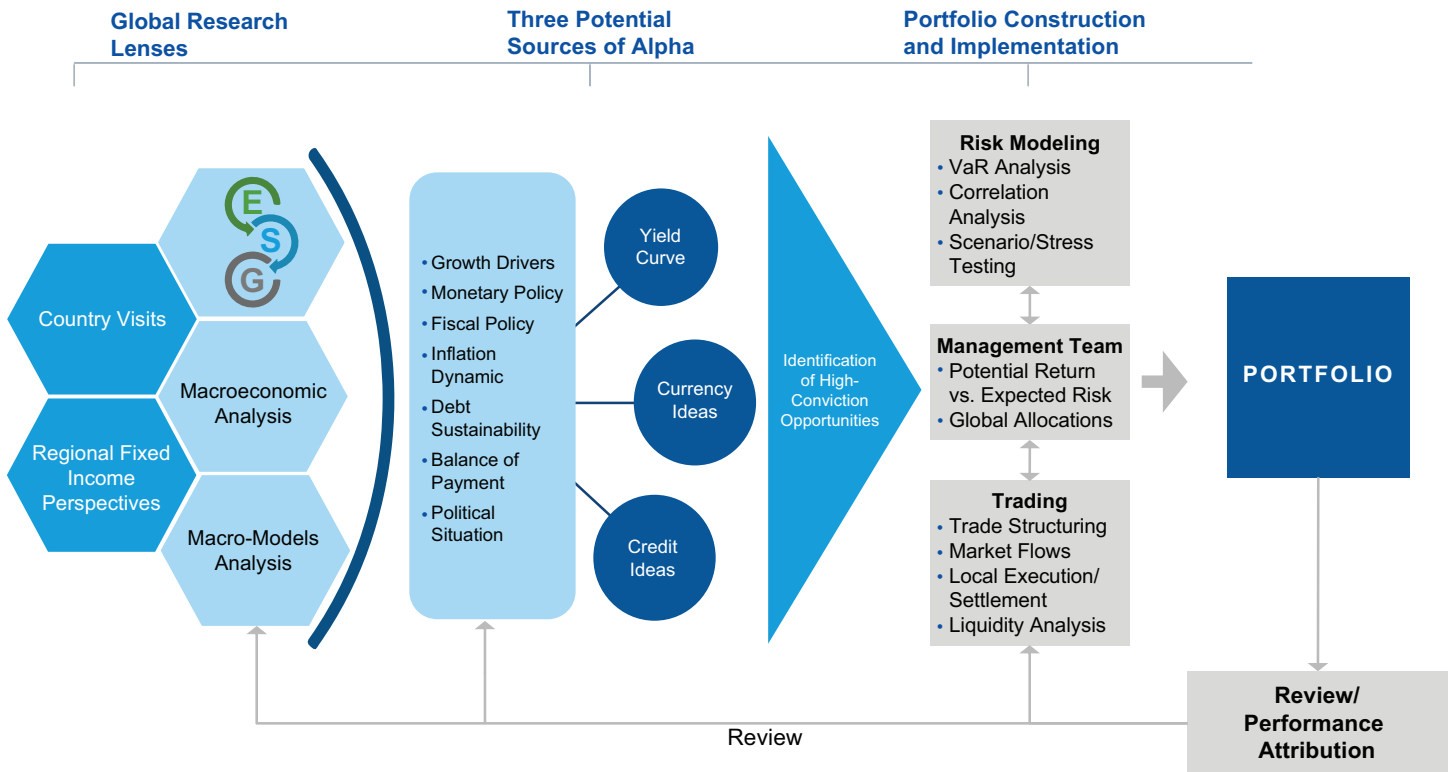 Global Research
Lenses
Three Potential
Sources of Alpha
Portfolio Construction
and Implementation
E
S
G
Country Visits
Macroeconomic
Analysis
Regional Fixed
Income
Perspectives
Macro-Models
Analysis
• Growth Drivers
• Monetary Policy
• Fiscal Policy
• Inflation
Dynamic
• Debt
Sustainability
• Balance of
Payment
• Political
Situation
Yield
Curve
Currency
Ideas
Credit
Ideas
Identification
of High-
Conviction
Opportunities
Risk Modeling
• VaR Analysis
• Correlation
Analysis
• Scenario/Stress
Testing
Management Team
• Potential Return
vs. Expected Risk
• Global Allocations
Trading
• Trade Structuring
• Market Flows
• Local Execution/
Settlement
• Liquidity Analysis
PORTFOLIO
Review/
Performance
Attribution
Review